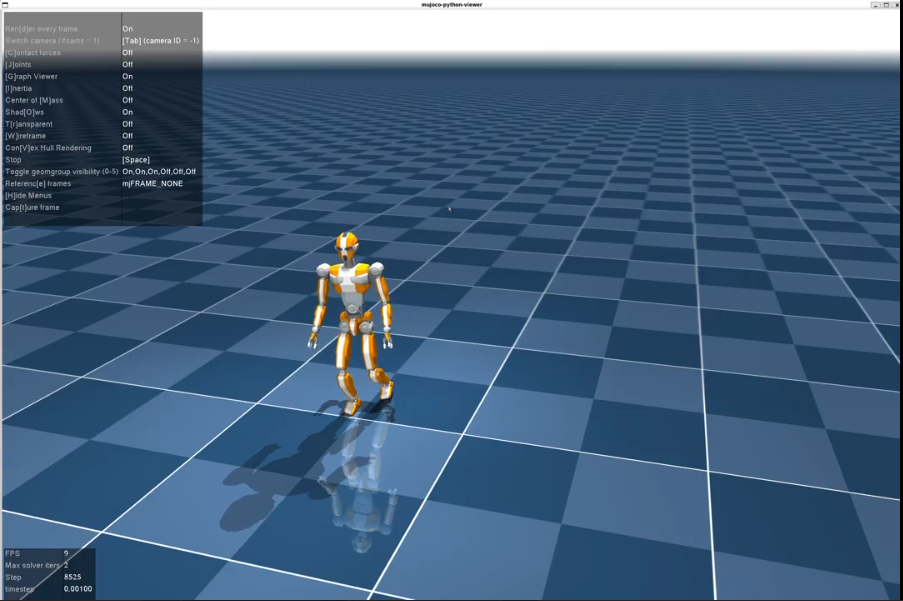 mujoco-python-viewer
Ren[d]er every frame On
Switch camera (#cams = 1) [Tab] (camera ID = -1)
[C]ontact forces Off
[J]oints Off
[G]raph Viewer On
[I]nertia Off
Center of [M]ass Off
Shad[O]ws On
T[r]ansparent Off
[W]ireframe Off
Con[V]ex Hull Rendering Off
Stop [Space]
Toggle geomgroup visibility (0-5) On,On,On,Off,Off,Off
Referenc[e] frames mjFRAME_NONE
[H]ide Menus
Cap[t]ure frame
FPS 9
Max solver iters 2
Step 8525
timestep 0.00100